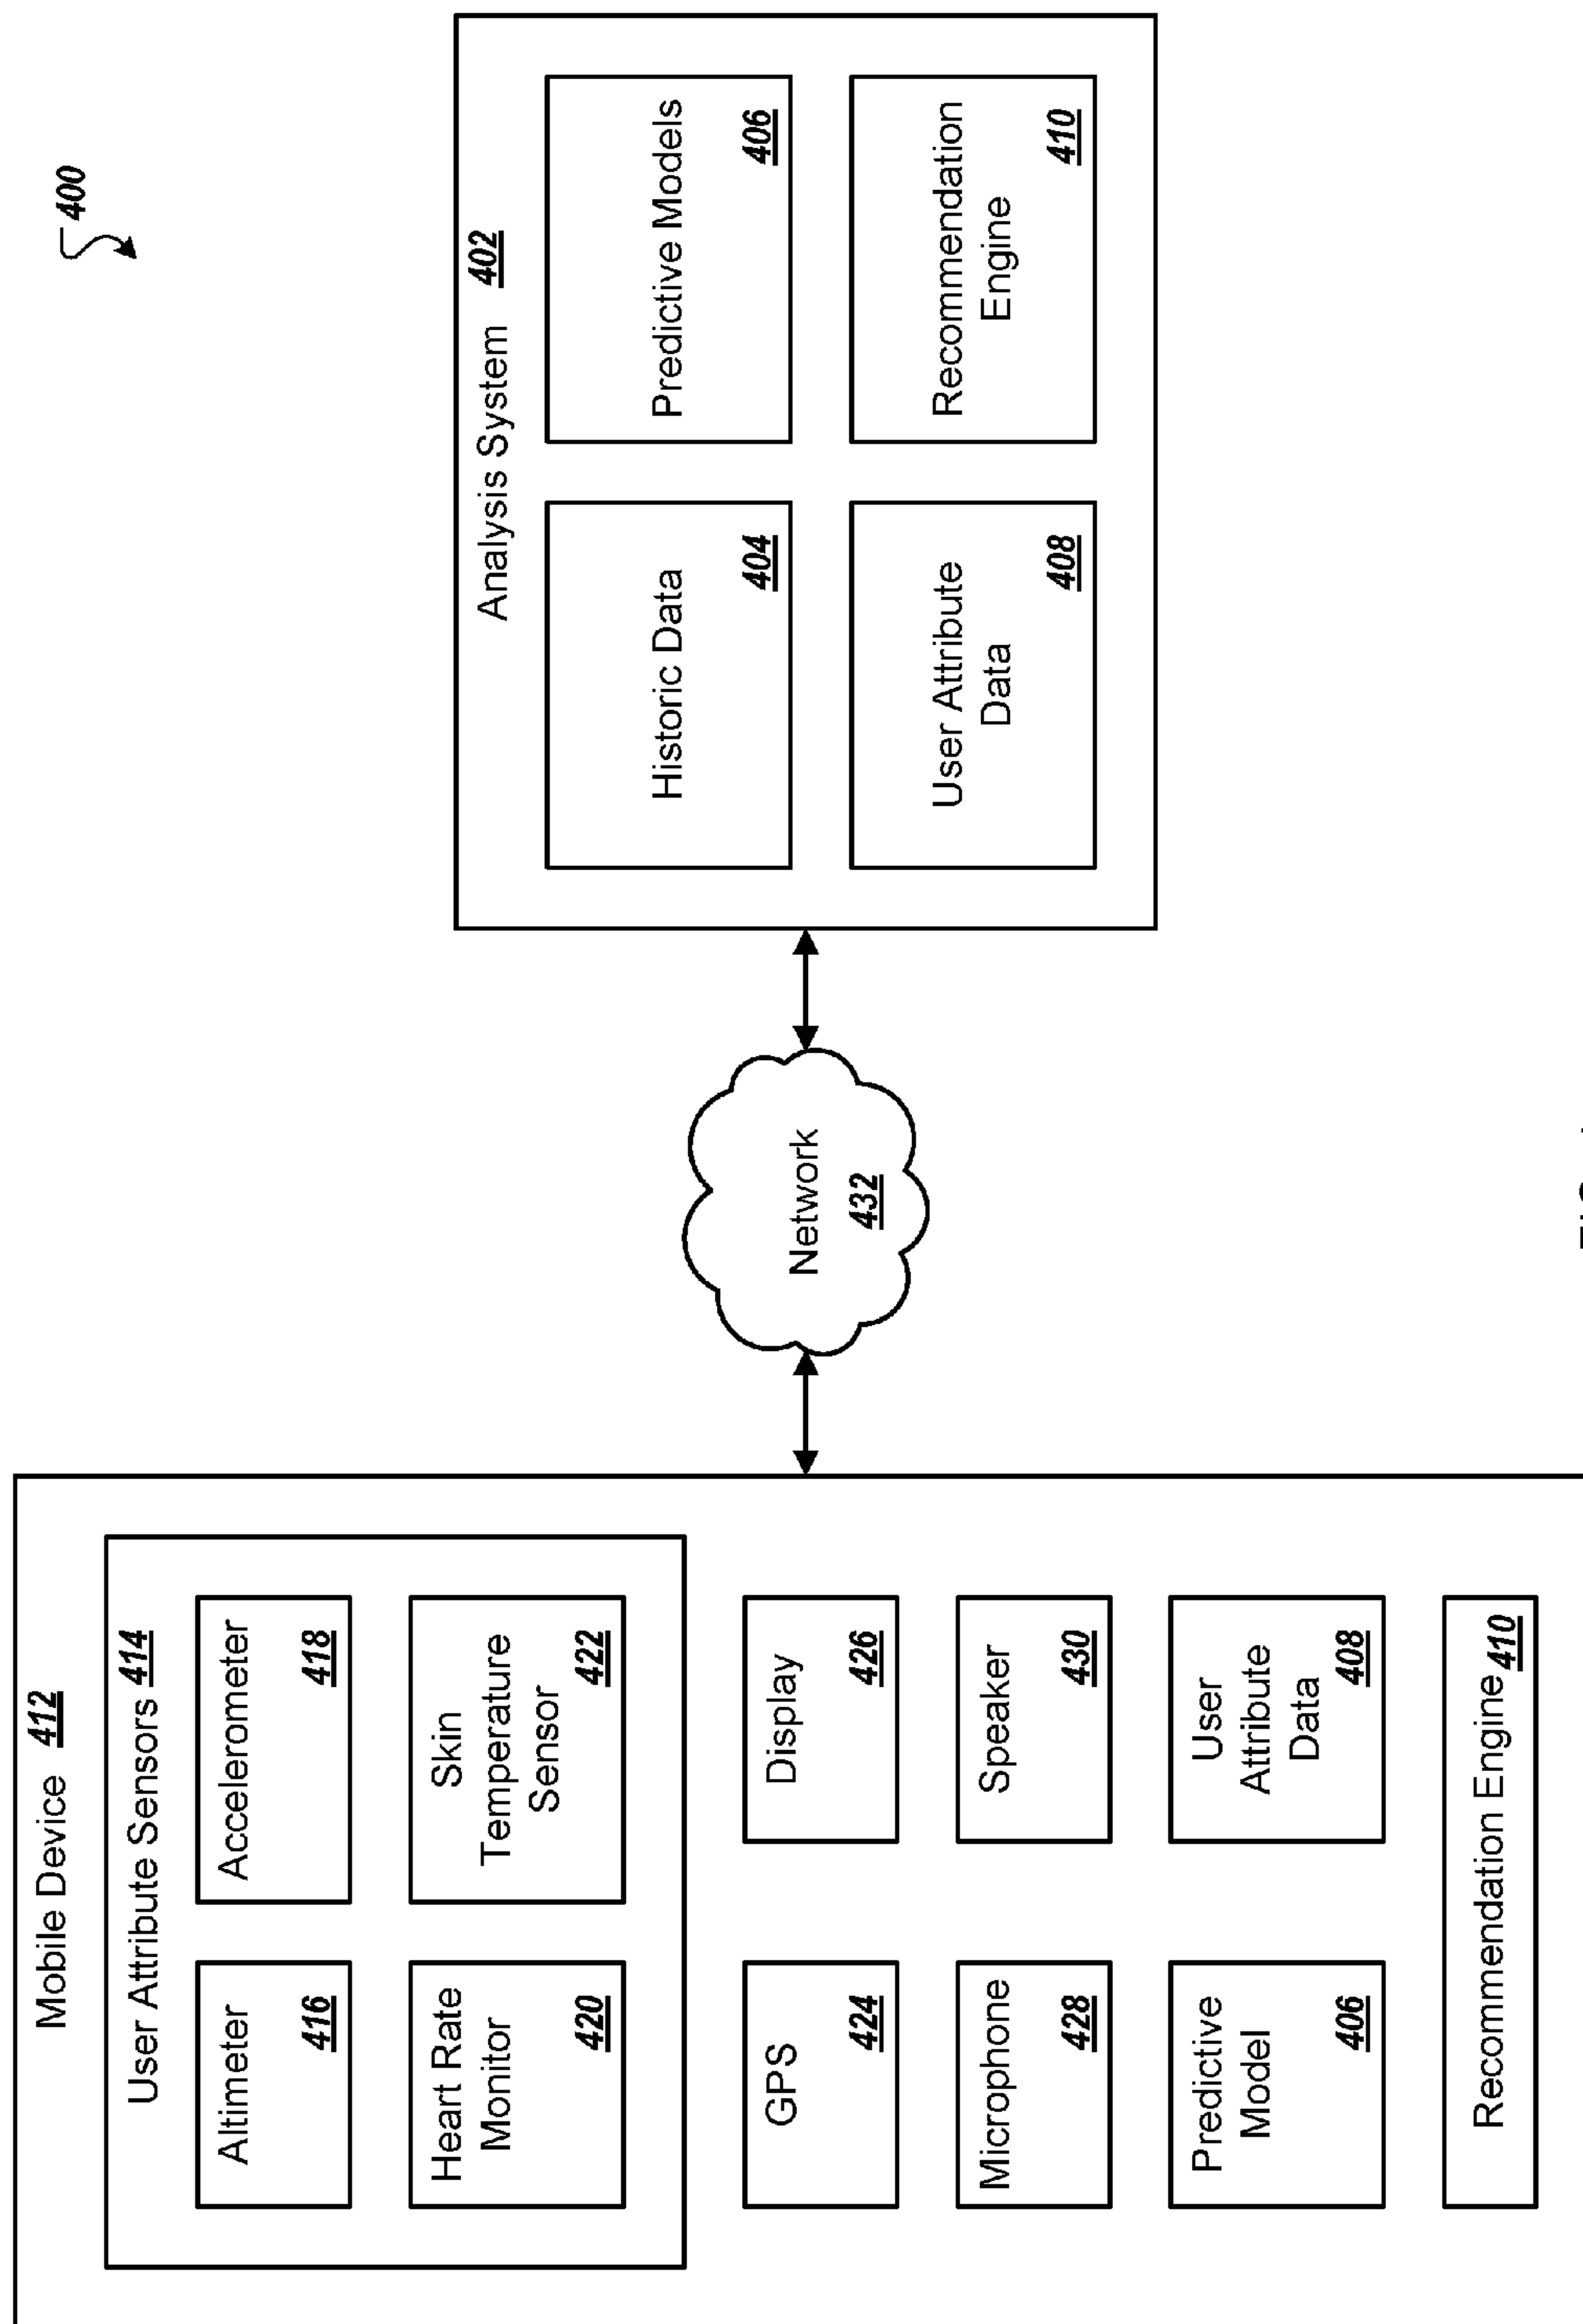 400
Mobile Device 412
User Attribute Sensors 414
Altimeter
416
Accelerometer
418
Heart Rate
Monitor
420
Skin
Temperature
Sensor
422
GPS
424
Display
426
Microphone
428
Speaker
430
Predictive
Model
406
User
Attribute
Data
408
Recommendation Engine 410
Network
432
Analysis System 402
Historic Data
404
Predictive Models
406
User Attribute
Data
408
Recommendation
Engine
410